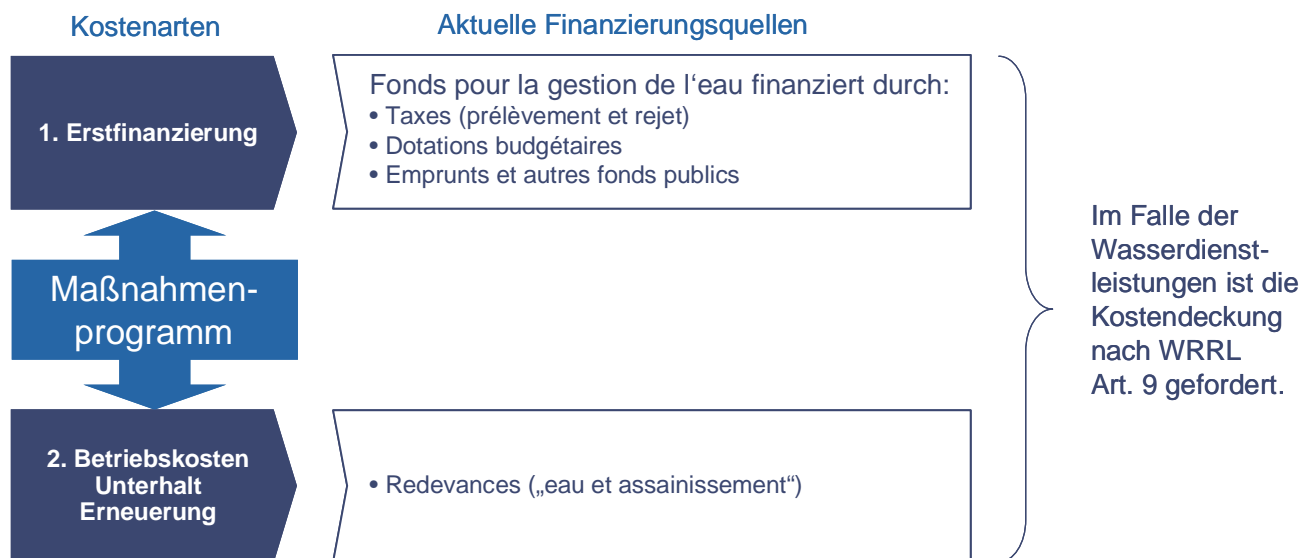 Kostenarten
Aktuelle Finanzierungsquellen
1. Erstfinanzierung
Fonds pour la gestion de l‘eau finanziert durch:
• Taxes (prélèvement et rejet)
• Dotations budgétaires
• Emprunts et autres fonds publics
Maßnahmen-
programm
Im Falle der
Wasserdienst-
leistungen ist die
Kostendeckung
nach WRRL
Art. 9 gefordert.
2. Betriebskosten
Unterhalt
Erneuerung
• Redevances („eau et assainissement“)